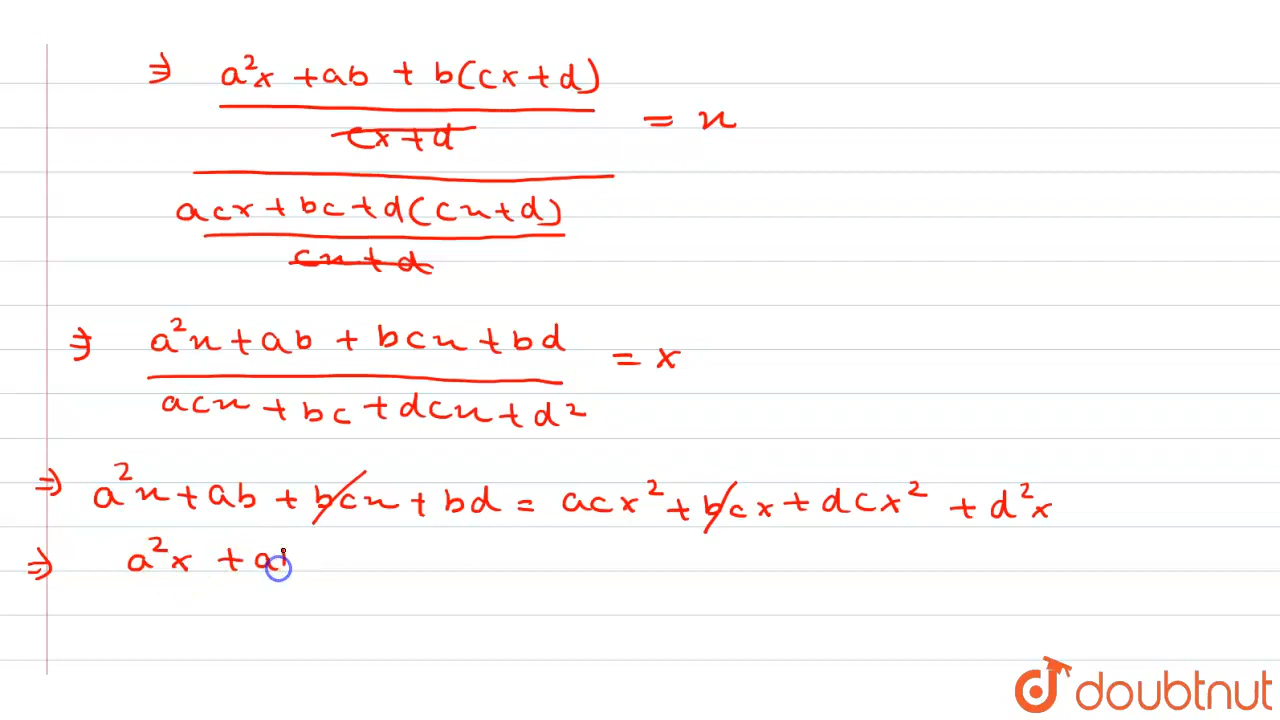 ⇒ a²x + ab + b(cx + d)
cx + d
= x
acx + bc + d(cx + d)
cx + d
⇒ a²x + ab + bcx + bd
= x
acx + bc + dcx + d²
⇒ a²x + ab + bcx + bd = acx² + bcx + dcx² + d²x
⇒ a²x + a
doubtnut